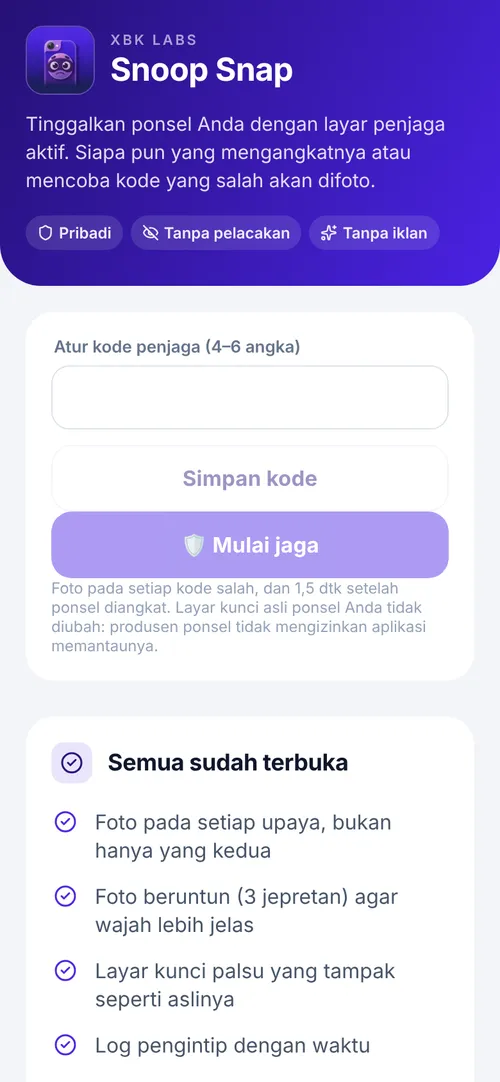 XBK LABS
Snoop Snap
Tinggalkan ponsel Anda dengan layar penjaga
aktif. Siapa pun yang mengangkatnya atau
mencoba kode yang salah akan difoto.
Pribadi
Tanpa pelacakan
Tanpa iklan
Atur kode penjaga (4–6 angka)
Simpan kode
Mulai jaga
Foto pada setiap kode salah, dan 1,5 dtk setelah
ponsel diangkat. Layar kunci asli ponsel Anda tidak
diubah: produsen ponsel tidak mengizinkan aplikasi
memantaunya.
Semua sudah terbuka
Foto pada setiap upaya, bukan
hanya yang kedua
Foto beruntun (3 jepretan) agar
wajah lebih jelas
Layar kunci palsu yang tampak
seperti aslinya
Log pengintip dengan waktu